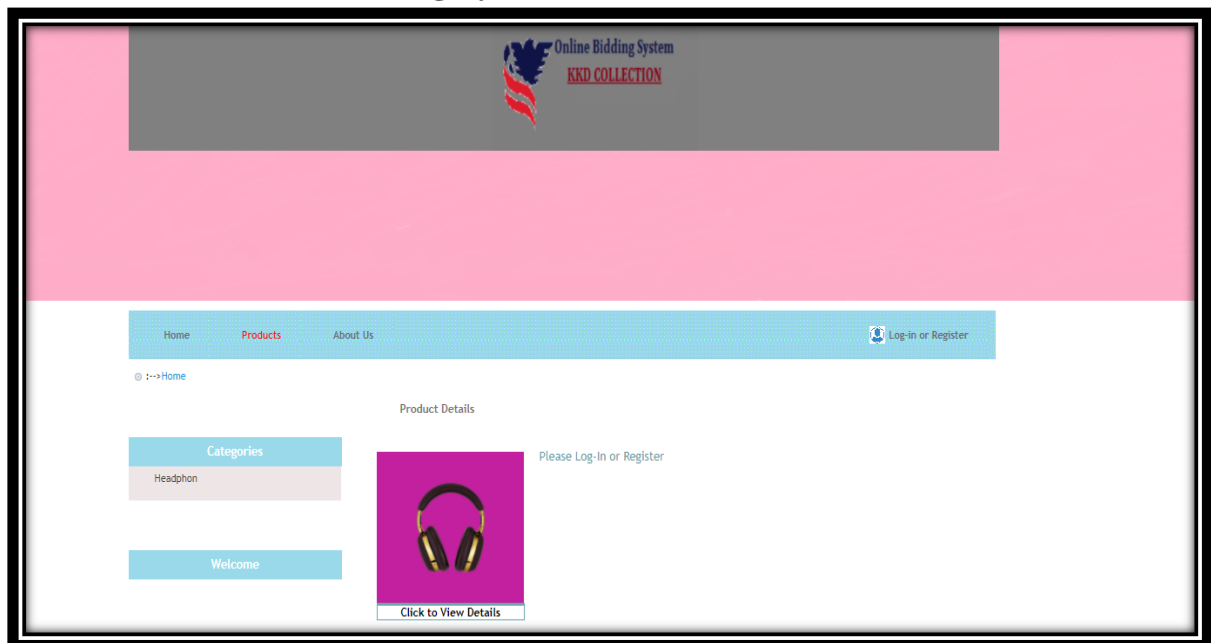 Online Bidding System
KKD COLLECTION
Home Products About Us Log-in or Register
:-->Home
Product Details
Categories
Please Log-In or Register
Headphon
Welcome
Click to View Details